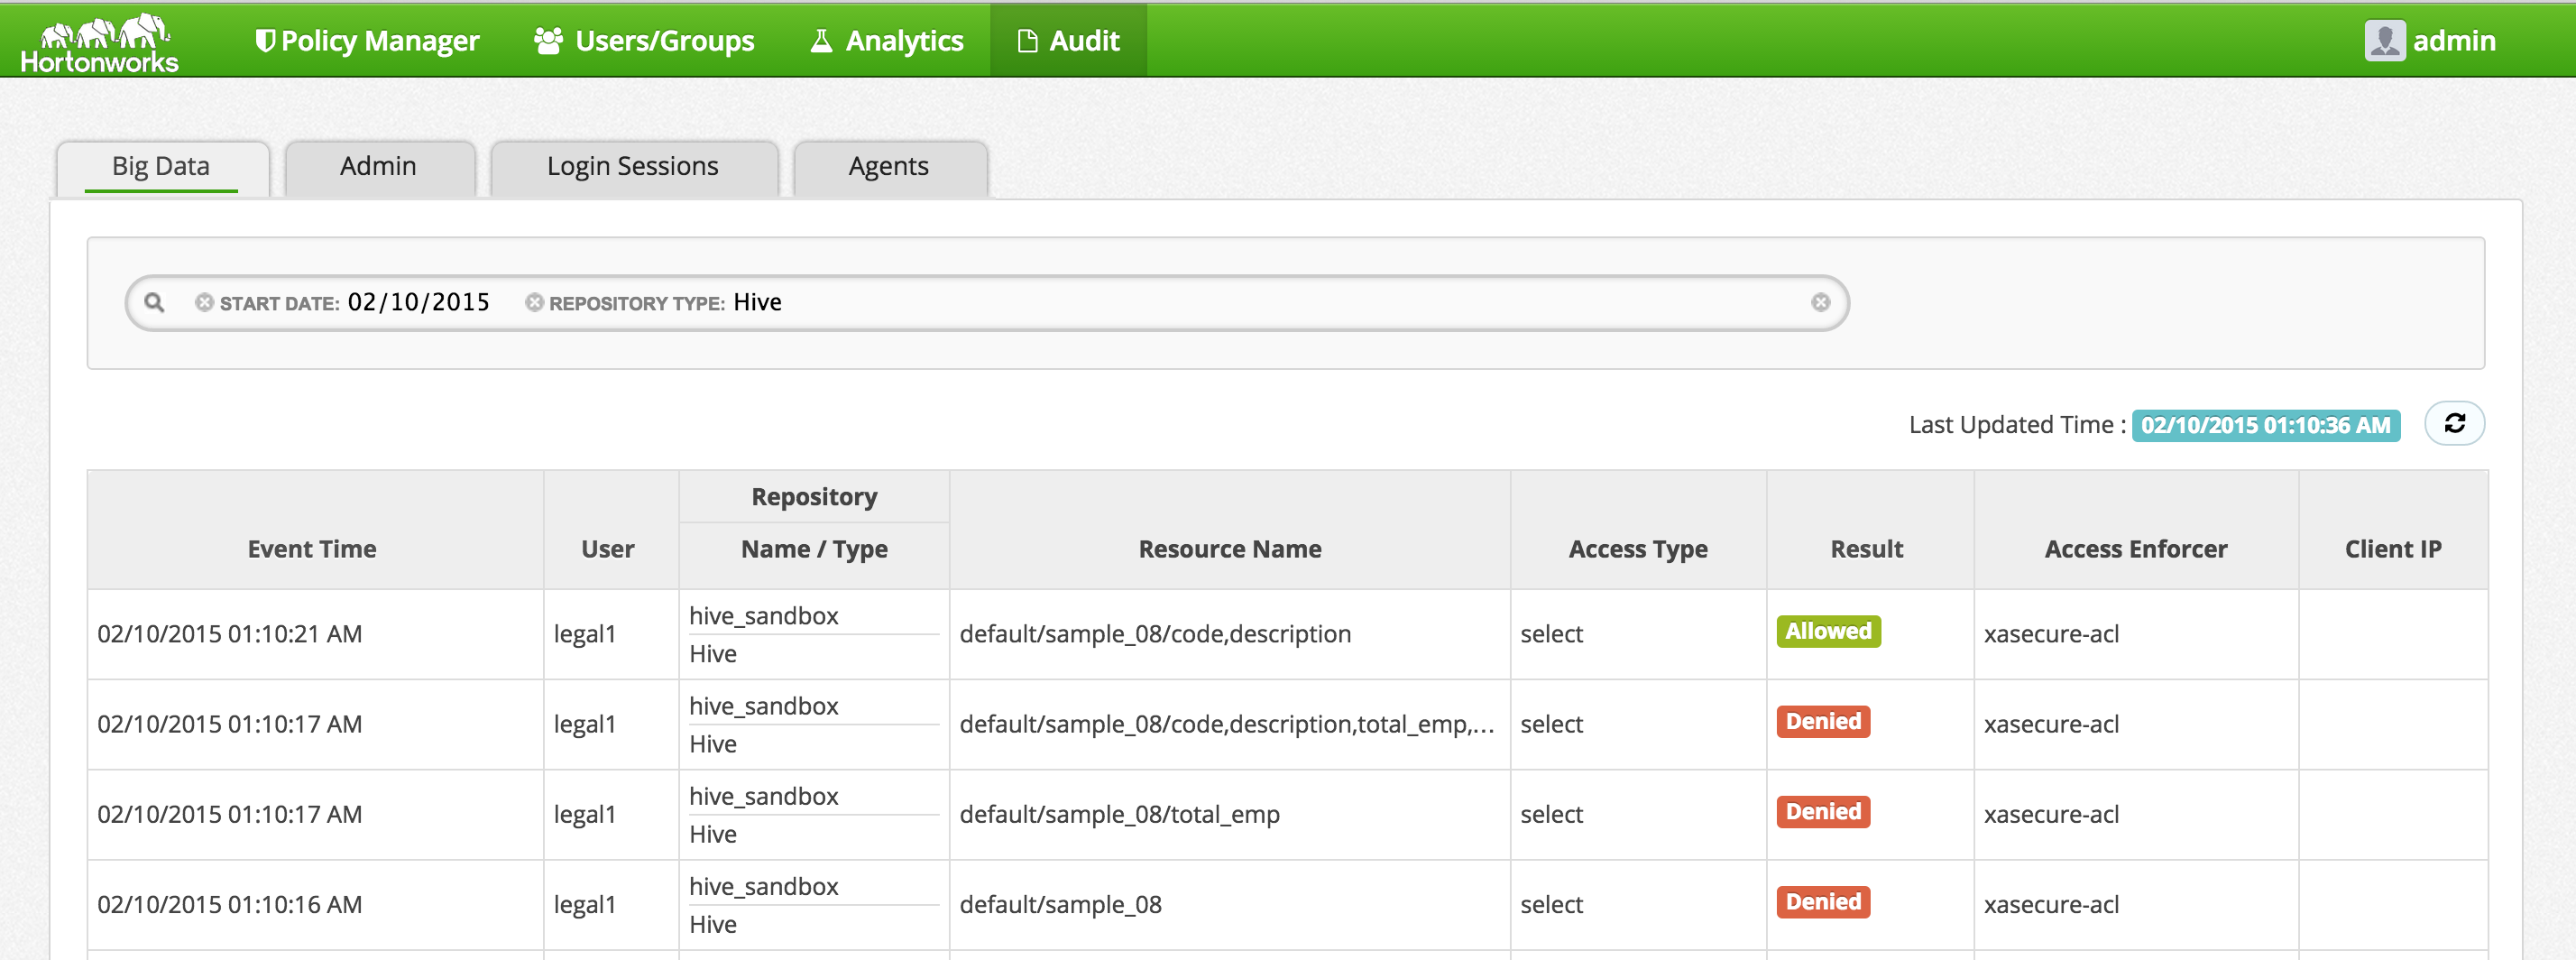 Hortonworks
Policy Manager Users/Groups Analytics Audit admin
Big Data Admin Login Sessions Agents
START DATE: 02/10/2015 REPOSITORY TYPE: Hive
Last Updated Time : 02/10/2015 01:10:36 AM
Repository
Event Time User Name / Type Resource Name Access Type Result Access Enforcer Client IP
hive_sandbox
02/10/2015 01:10:21 AM legal1 default/sample_08/code,description select Allowed xasecure-acl
Hive
hive_sandbox
02/10/2015 01:10:17 AM legal1 default/sample_08/code,description,total_emp,... select Denied xasecure-acl
Hive
hive_sandbox
02/10/2015 01:10:17 AM legal1 default/sample_08/total_emp select Denied xasecure-acl
Hive
hive_sandbox
02/10/2015 01:10:16 AM legal1 default/sample_08 select Denied xasecure-acl
Hive